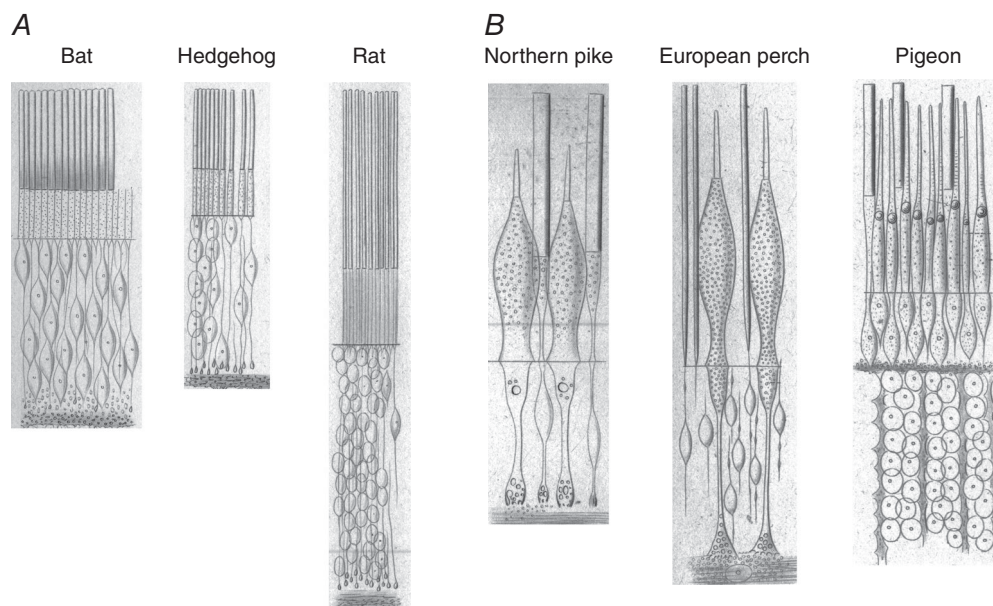 A
B
Bat
Hedgehog
Rat
Northern pike
European perch
Pigeon